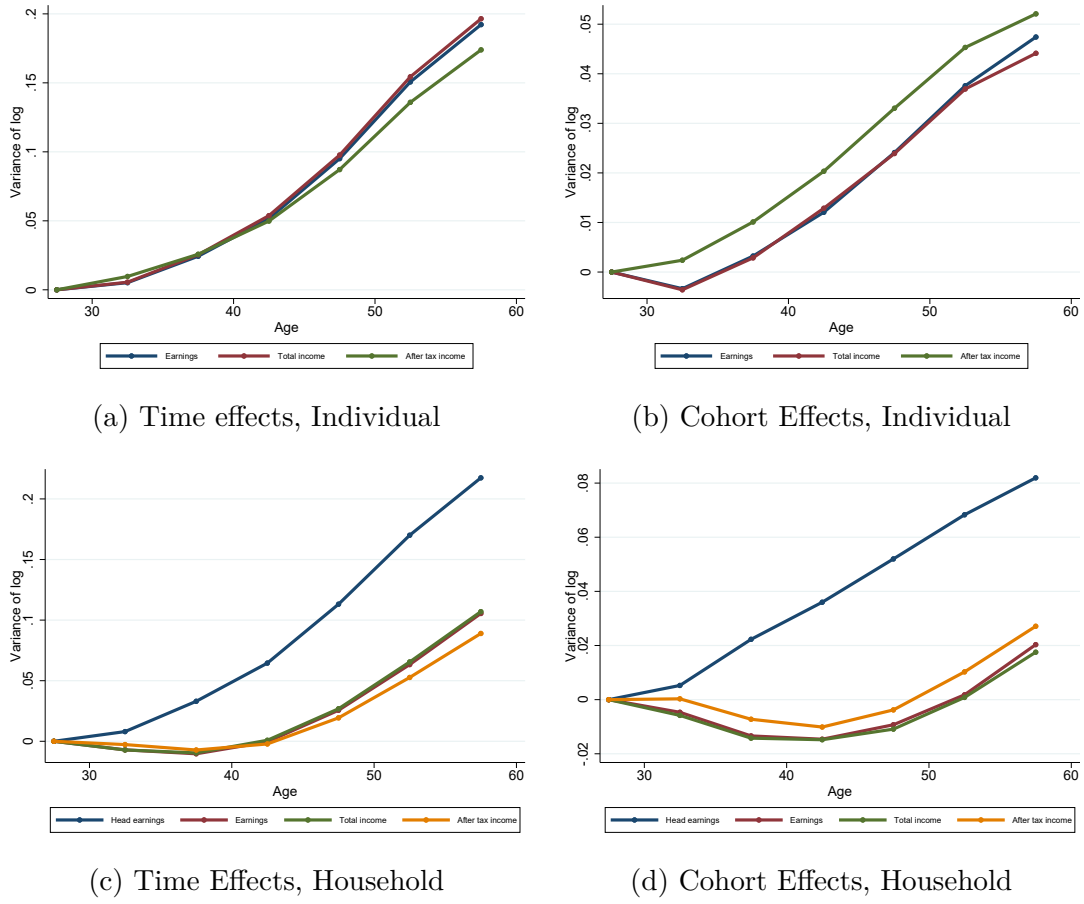 Variance of log
0 .05 .1 .15 .2
30 40 50 60
Age
Earnings Total income After tax income
(a) Time effects, Individual
Variance of log
0 .01 .02 .03 .04 .05
30 40 50 60
Age
Earnings Total income After tax income
(b) Cohort Effects, Individual
Variance of log
0 .05 .1 .15 .2
30 40 50 60
Age
Head earnings Earnings Total income After tax income
(c) Time Effects, Household
Variance of log
-.02 0 .02 .04 .06 .08
30 40 50 60
Age
Head earnings Earnings Total income After tax income
(d) Cohort Effects, Household